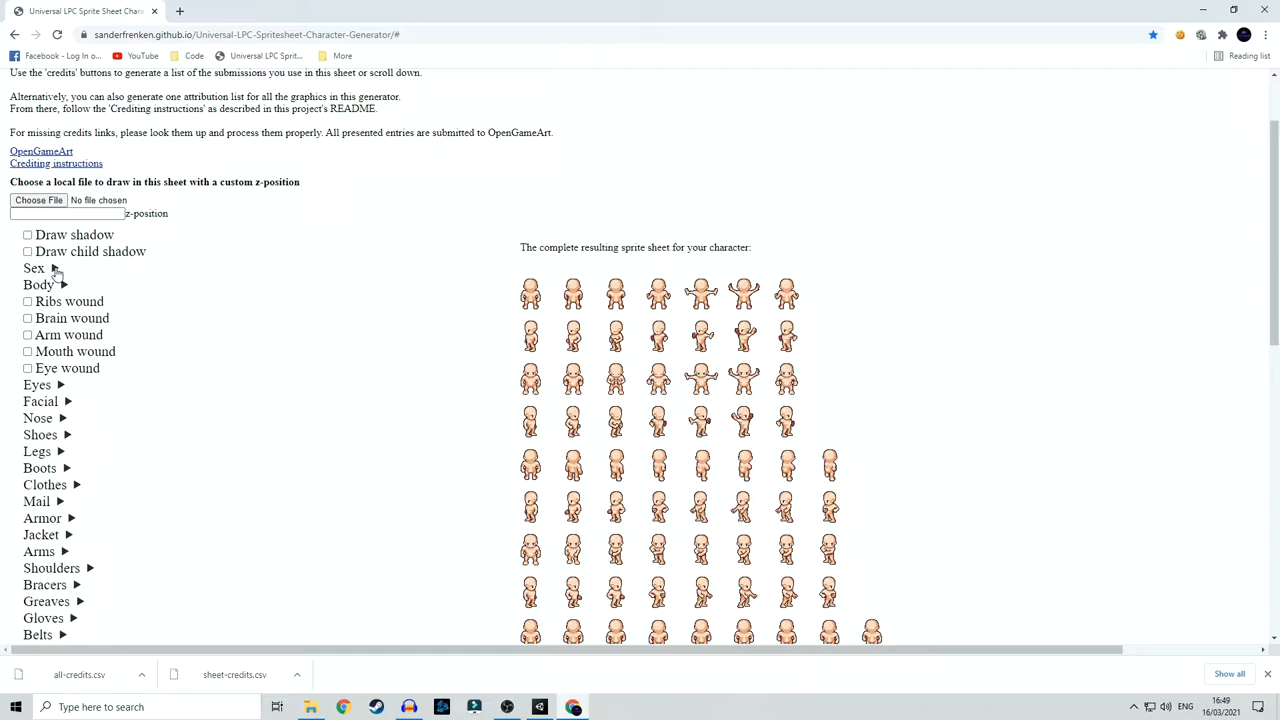 Universal LPC Sprite Sheet Chara
sanderfrenken.github.io/Universal-LPC-Spritesheet-Character-Generator/#
Facebook - Log In o...
YouTube
Code
Universal LPC Sprit...
More
Reading list
Use the 'credits' buttons to generate a list of the submissions you use in this sheet or scroll down.
Alternatively, you can also generate one attribution list for all the graphics in this generator.
From there, follow the 'Crediting instructions' as described in this project's README.
For missing credits links, please look them up and process them properly. All presented entries are submitted to OpenGameArt.
OpenGameArt
Crediting instructions
Choose a local file to draw in this sheet with a custom z-position
Choose File No file chosen
z-position
Draw shadow
Draw child shadow
The complete resulting sprite sheet for your character:
Sex
Body
Ribs wound
Brain wound
Arm wound
Mouth wound
Eye wound
Eyes
Facial
Nose
Shoes
Legs
Boots
Clothes
Mail
Armor
Jacket
Arms
Shoulders
Bracers
Greaves
Gloves
Belts
all-credits.csv
sheet-credits.csv
Show all
Type here to search
ENG
16:49
16/03/2021